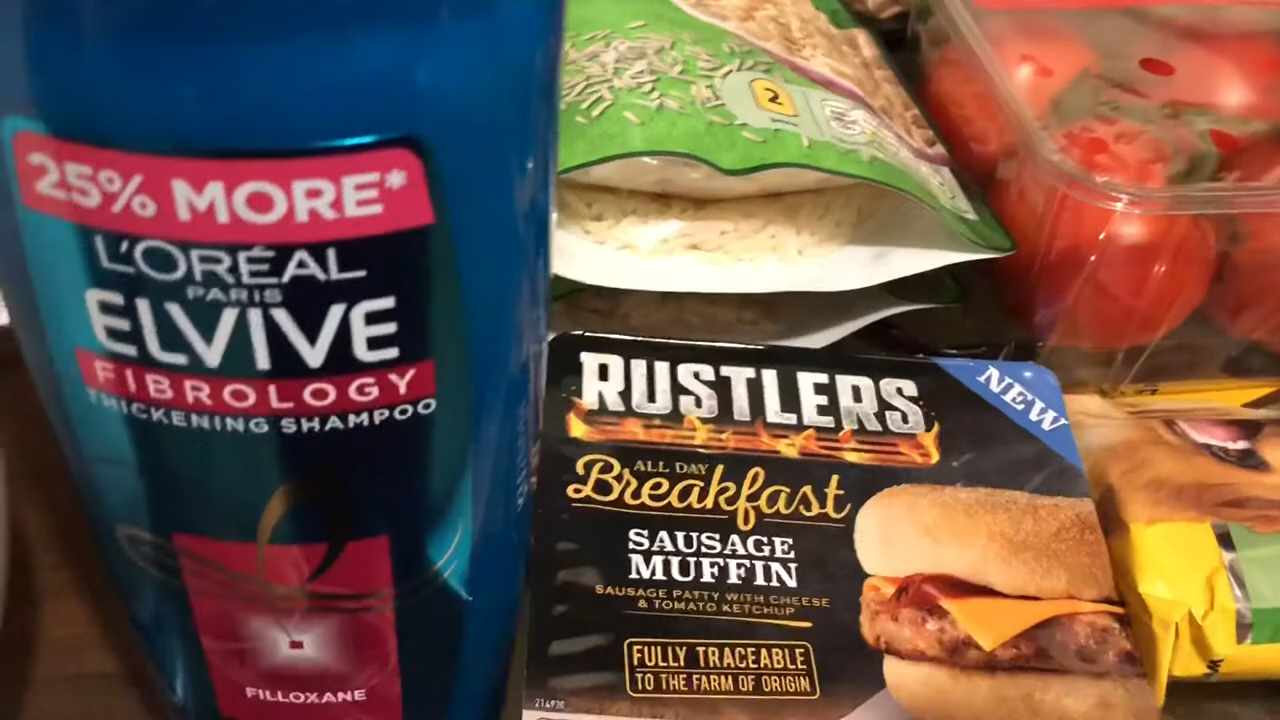 25% MORE*
L'ORÉAL
PARIS
ELVIVE
FIBROLOGY
THICKENING SHAMPOO
FILLOXANE
2
RUSTLERS
NEW
ALL DAY
Breakfast
SAUSAGE
MUFFIN
SAUSAGE PATTY WITH CHEESE
& TOMATO KETCHUP
FULLY TRACEABLE
TO THE FARM OF ORIGIN